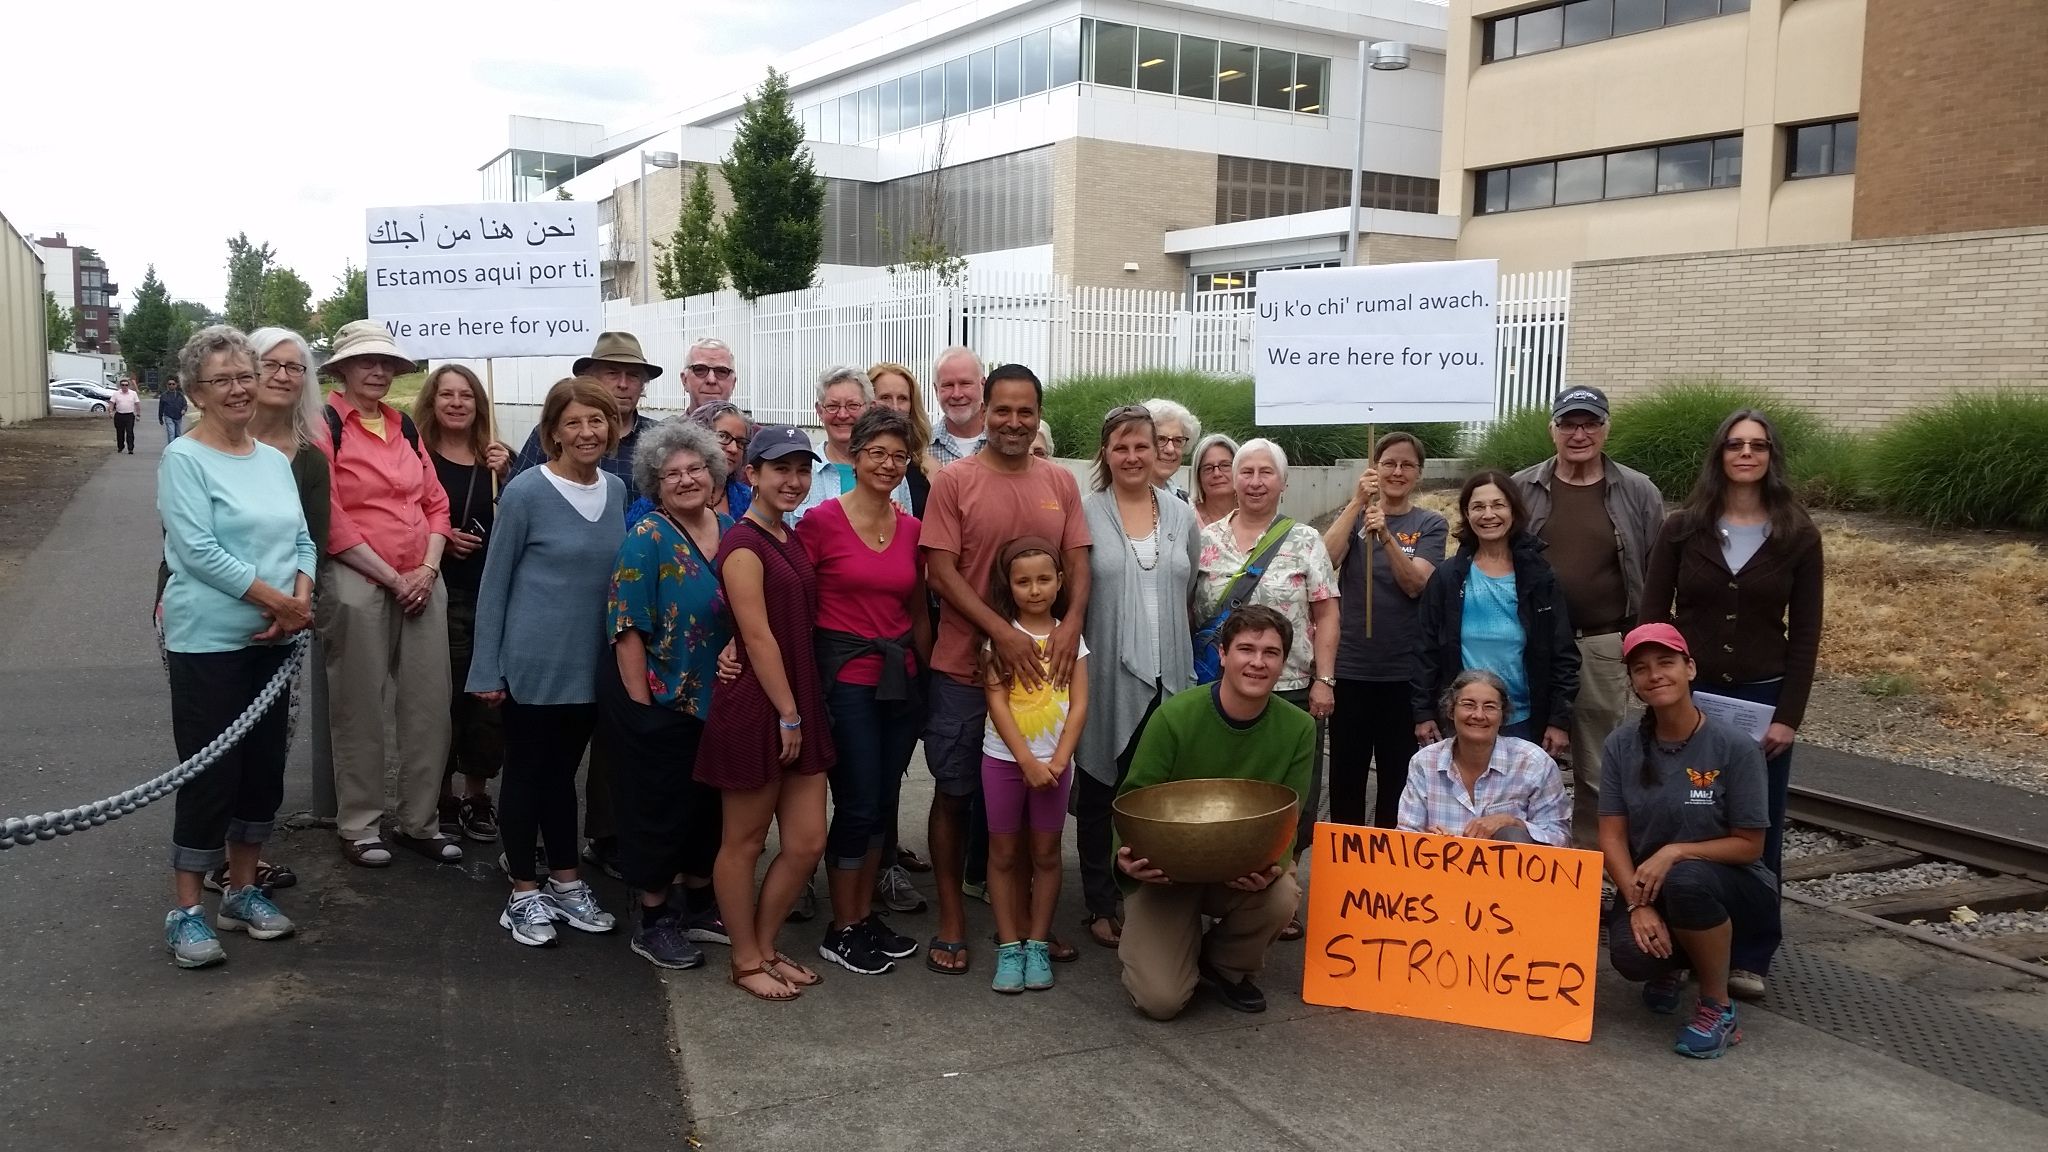 نحن هنا من أجلك
Estamos aqui por ti.
We are here for you.
Uj k'o chi' rumal awach.
We are here for you.
IMMIGRATION
MAKES US
STRONGER
IMIrJ